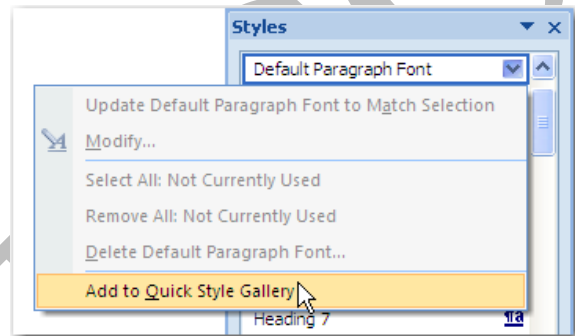 Styles
Default Paragraph Font
Update Default Paragraph Font to Match Selection
Modify...
Select All: Not Currently Used
Remove All: Not Currently Used
Delete Default Paragraph Font...
Add to Quick Style Gallery
Heading 7 ¶a